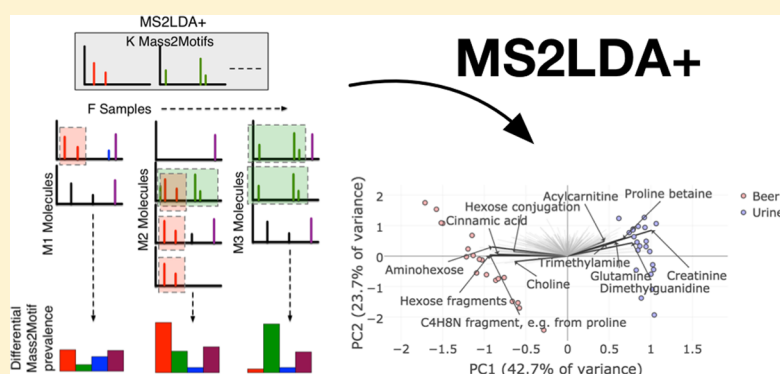 MS2LDA+
K Mass2Motifs
F Samples
M1 Molecules
M2 Molecules
M3 Molecules
Differential
Mass2Motif
prevalence
MS2LDA+
PC2 (23.7% of variance)
2
1
0
−1
−2
Acylcarnitine
Proline betaine
Hexose conjugation
Cinnamic acid
Trimethylamine
Aminohexose
Glutamine
Creatinine
Choline
Dimethylguanidine
Hexose fragments
C4H8N fragment, e.g. from proline
Beer
Urine
−2
−1.5
−1
−0.5
0
0.5
1
1.5
PC1 (42.7% of variance)